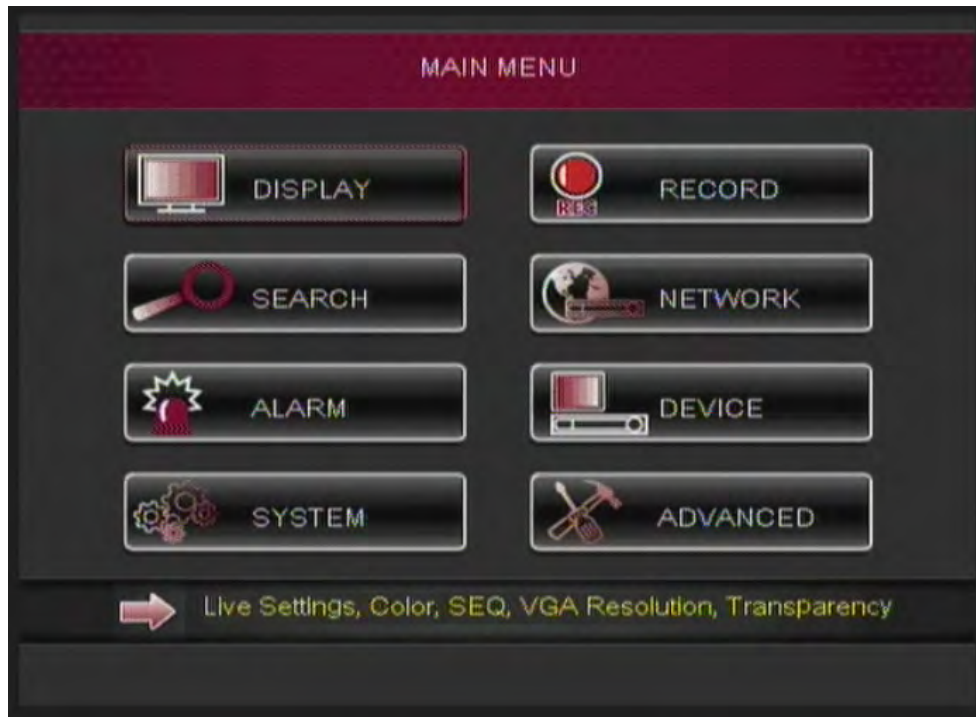 MAIN MENU
DISPLAY
REC
RECORD
SEARCH
NETWORK
ALARM
DEVICE
SYSTEM
ADVANCED
Live Settings, Color, SEQ, VGA Resolution, Transparency